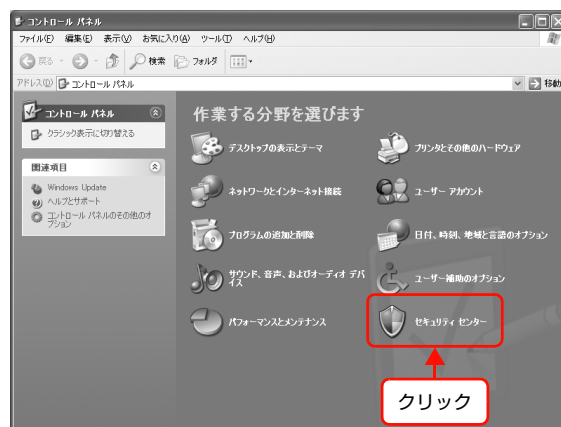 コントロール パネル
ファイル(F) 編集(E) 表示(V) お気に入り(A) ツール(T) ヘルプ(H)
戻る 検索 フォルダ
アドレス(D) コントロール パネル 移動
コントロール パネル
クラシック表示に切り替える
関連項目
Windows Update
ヘルプとサポート
コントロール パネルのその他のオ
プション
作業する分野を選びます
デスクトップの表示とテーマ
プリンタとその他のハードウェア
ネットワークとインターネット接続
ユーザー アカウント
プログラムの追加と削除
日付、時刻、地域と言語のオプション
サウンド、音声、およびオーディオ デバ
イス
ユーザー補助のオプション
パフォーマンスとメンテナンス
セキュリティ センター
クリック